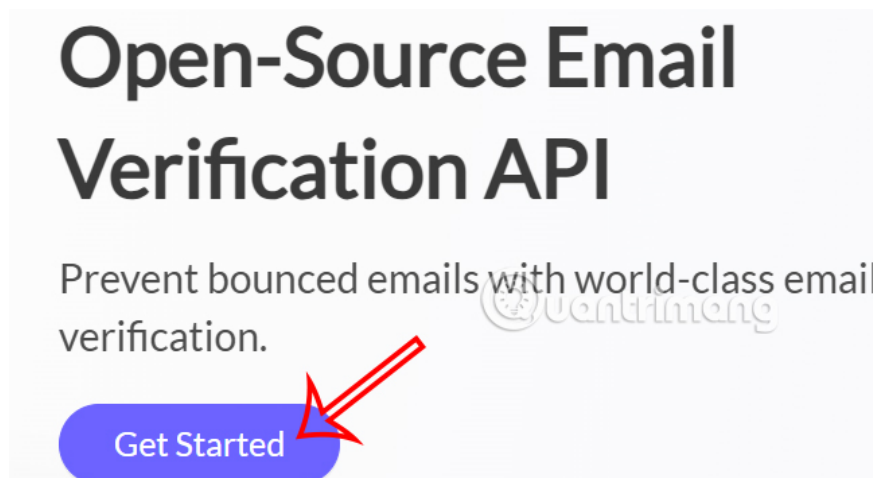 Open-Source Email
Verification API
Prevent bounced emails with world-class email
verification.
Quantrimang
Get Started